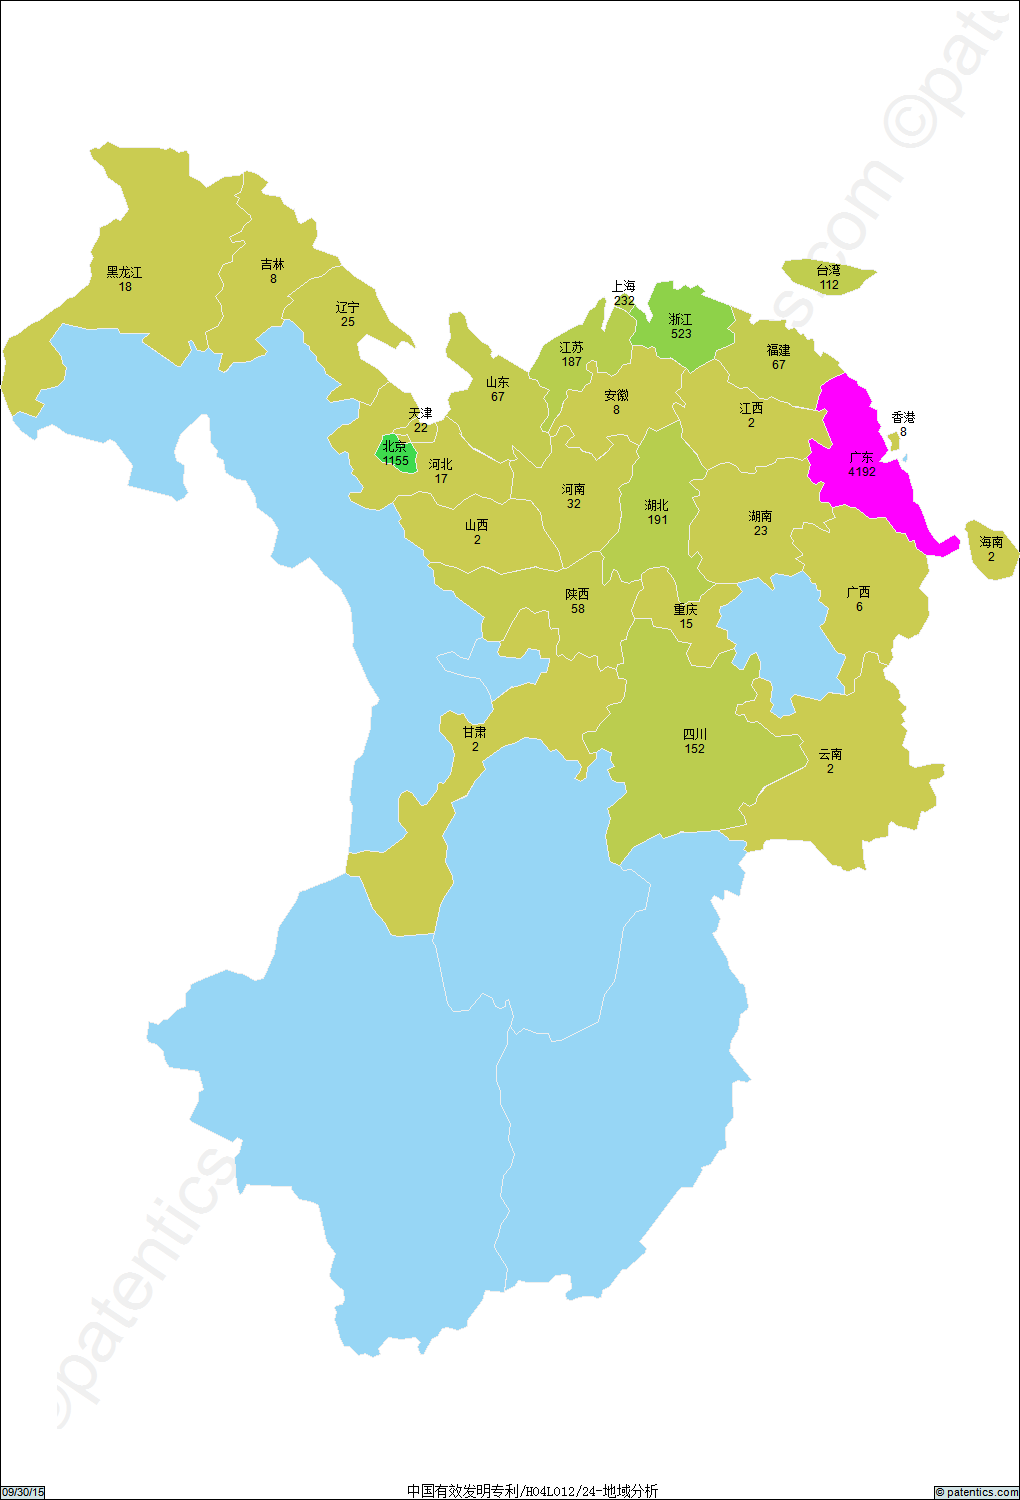 ©patentics.com ©pate
黑龙江
18
吉林
8
辽宁
25
台湾
112
上海
232
浙江
523
江苏
187
福建
67
山东
67
安徽
8
江西
2
天津
22
香港
8
北京
1155
河北
17
广东
4192
河南
32
湖北
191
湖南
23
山西
2
海南
2
陕西
58
重庆
15
广西
6
甘肃
2
四川
152
云南
2
09/30/15
中国有效发明专利/H04L012/24-地域分析
© patentics.com